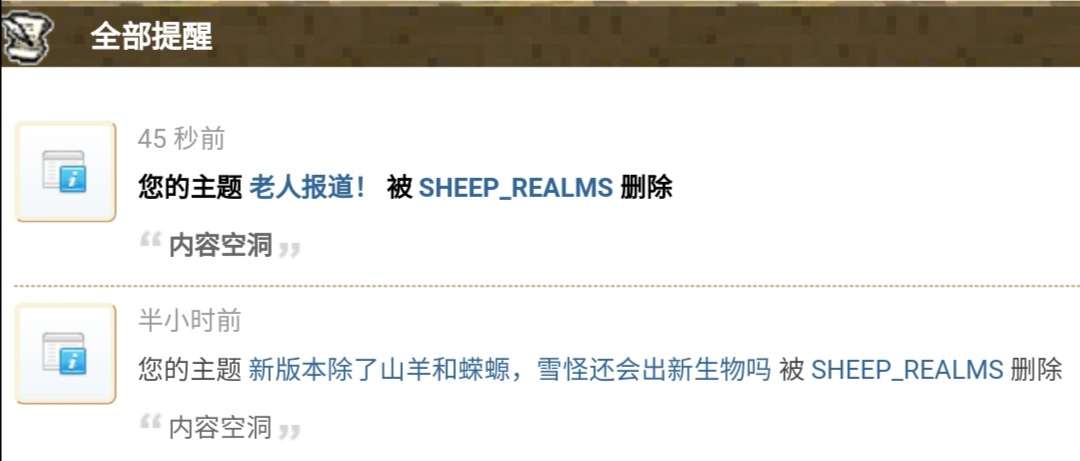 全部提醒
45 秒前
您的主题 老人报道！ 被 SHEEP_REALMS 删除
“ 内容空洞 ”
半小时前
您的主题 新版本除了山羊和蝾螈，雪怪还会出新生物吗 被 SHEEP_REALMS 删除
“ 内容空洞 ”